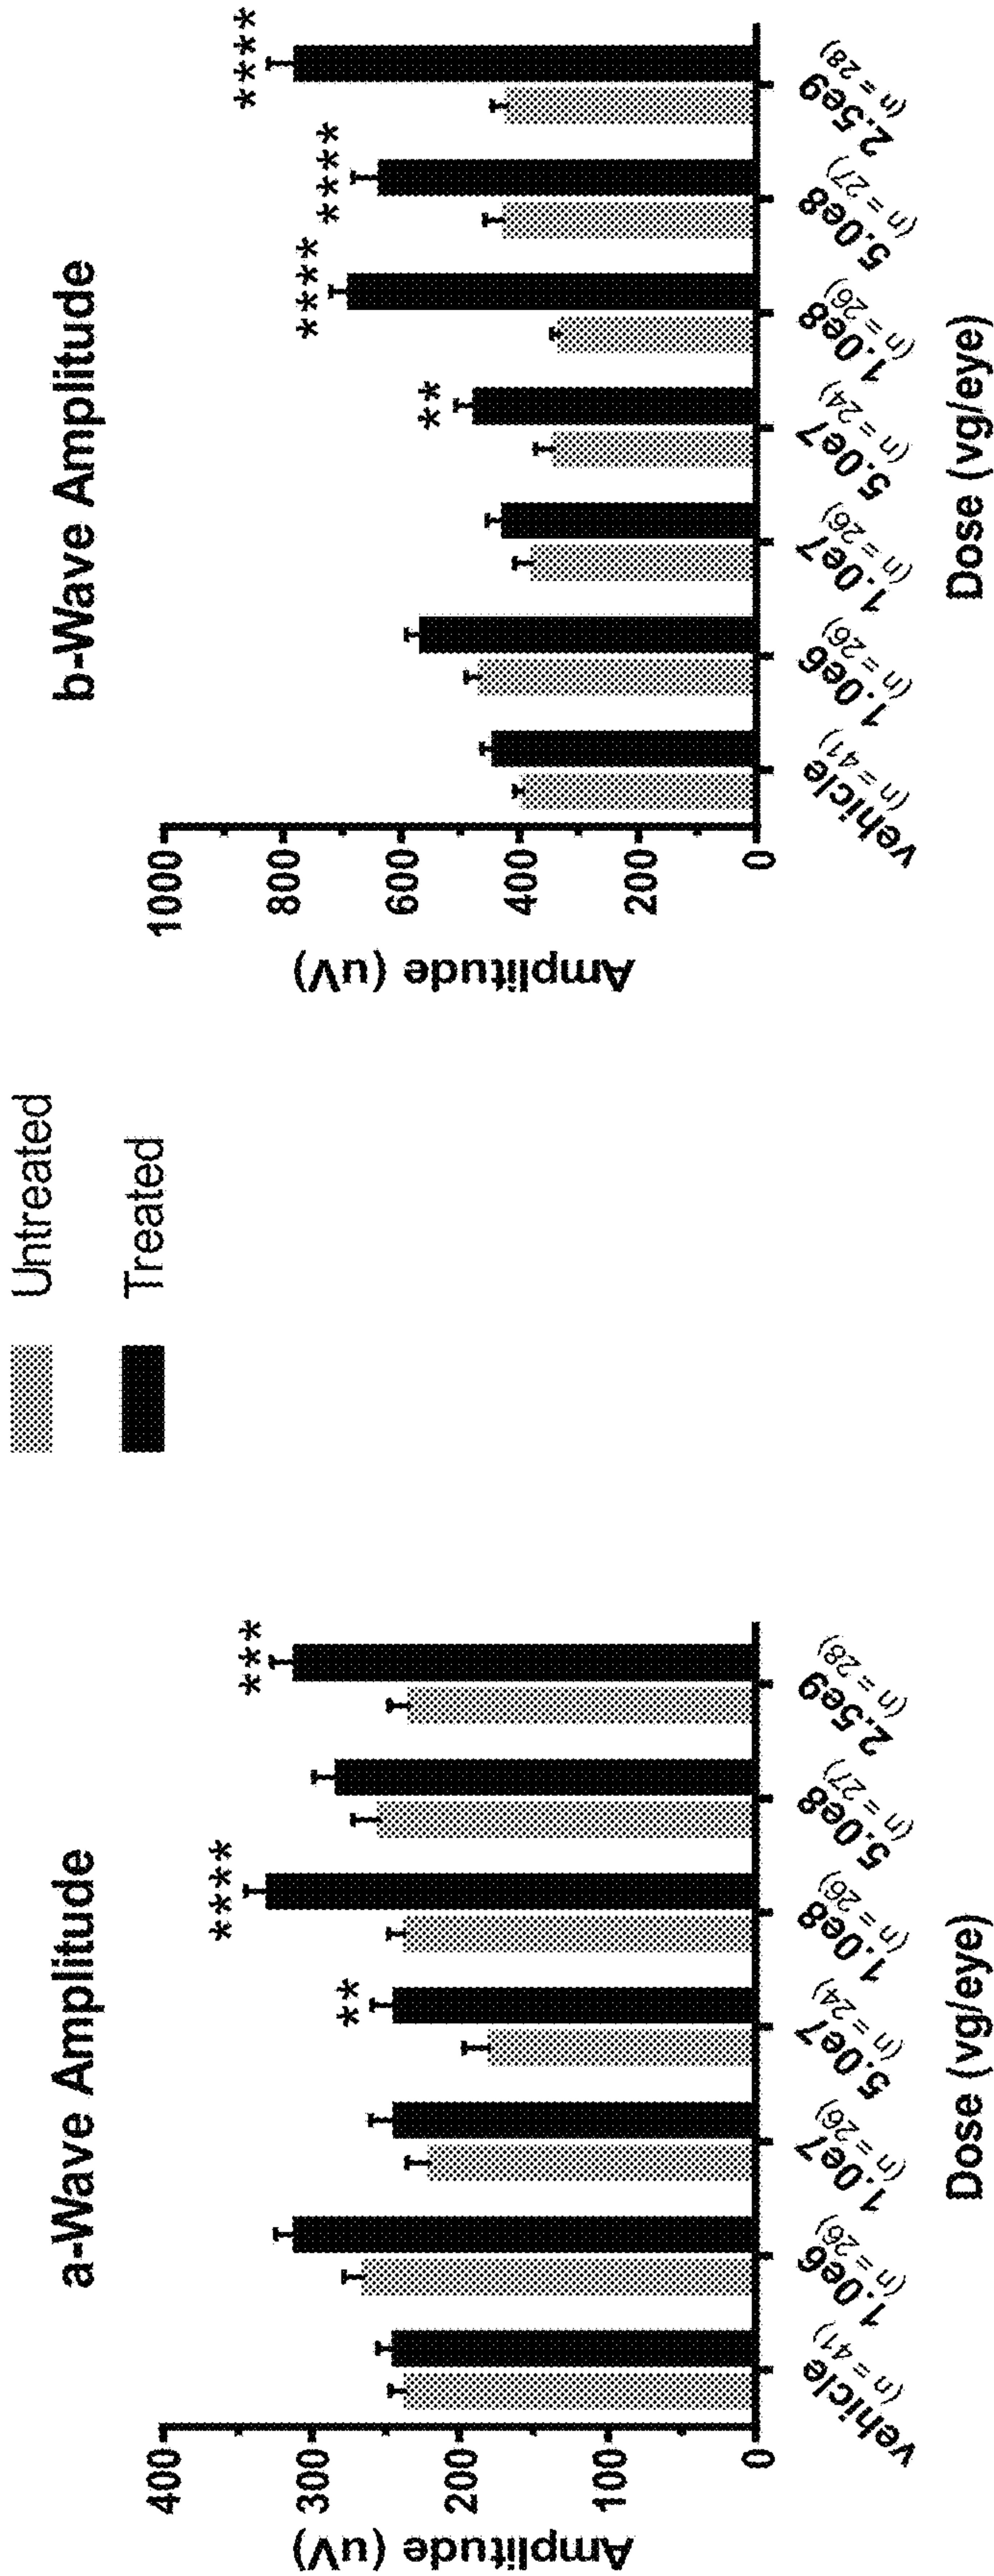 Untreated
Treated
a-Wave Amplitude
****
***
**
Amplitude (uV)
400
300
200
100
0
vehicle
(n = 41)
1.0e6
(n = 26)
1.0e7
(n = 26)
5.0e7
(n = 24)
1.0e8
(n = 26)
5.0e8
(n = 27)
2.5e9
(n = 28)
Dose (vg/eye)
b-Wave Amplitude
****
****
****
**
Amplitude (uV)
1000
800
600
400
200
0
vehicle
(n = 41)
1.0e6
(n = 26)
1.0e7
(n = 26)
5.0e7
(n = 24)
1.0e8
(n = 26)
5.0e8
(n = 27)
2.5e9
(n = 28)
Dose (vg/eye)